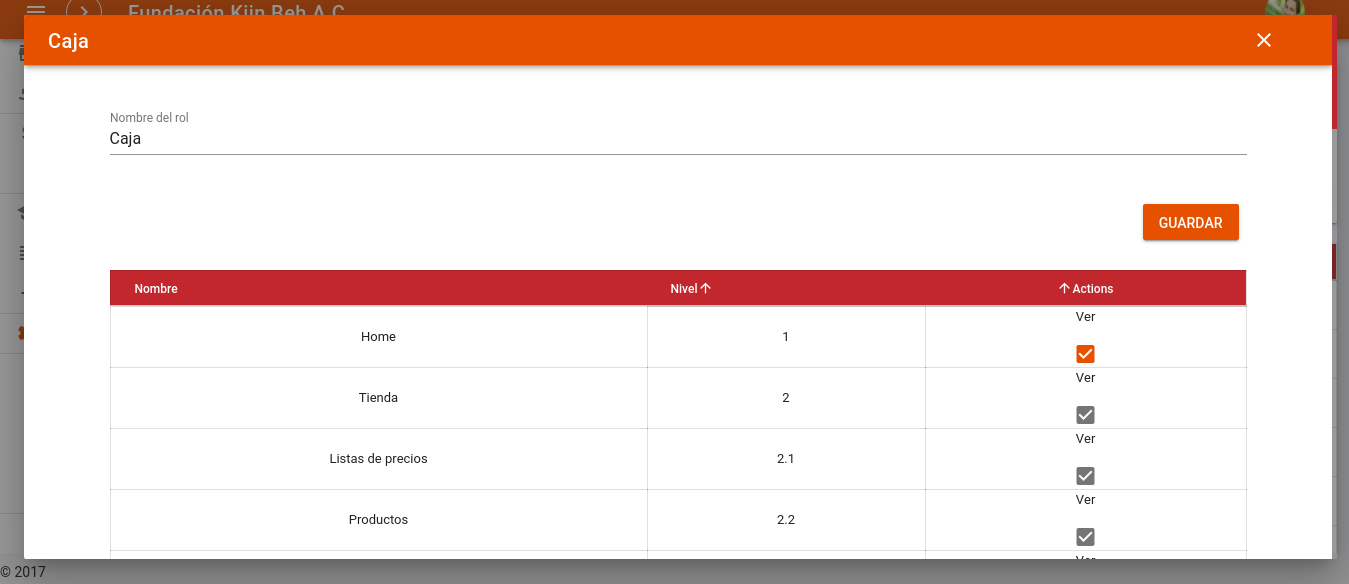 Fundación Kiin Beh A.C.
Caja
Nombre del rol
Caja
GUARDAR
Nombre Nivel Actions
Home 1 Ver
Tienda 2 Ver
Listas de precios 2.1 Ver
Productos 2.2 Ver
Ver
© 2017